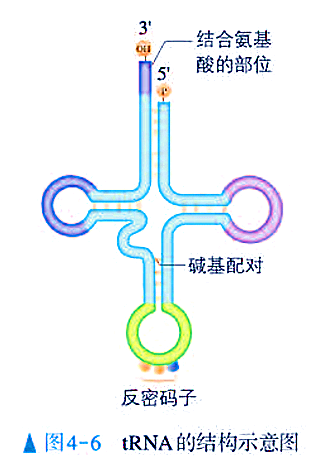 3'
OH
结合氨基
酸的部位
5'
P
碱基配对
反密码子
▲ 图4-6 tRNA的结构示意图